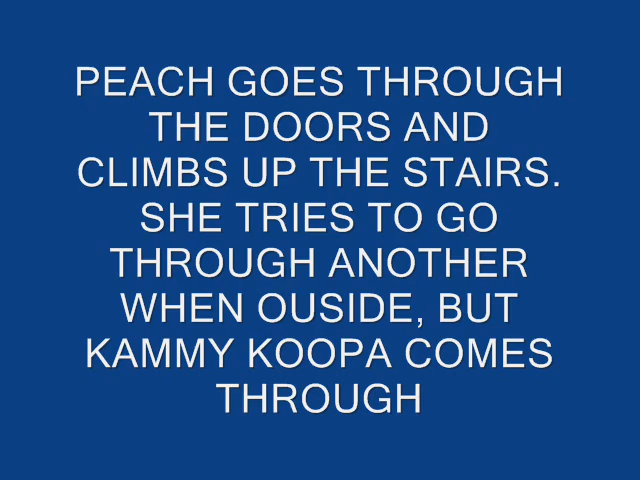 PEACH GOES THROUGH
THE DOORS AND
CLIMBS UP THE STAIRS.
SHE TRIES TO GO
THROUGH ANOTHER
WHEN OUSIDE, BUT
KAMMY KOOPA COMES
THROUGH